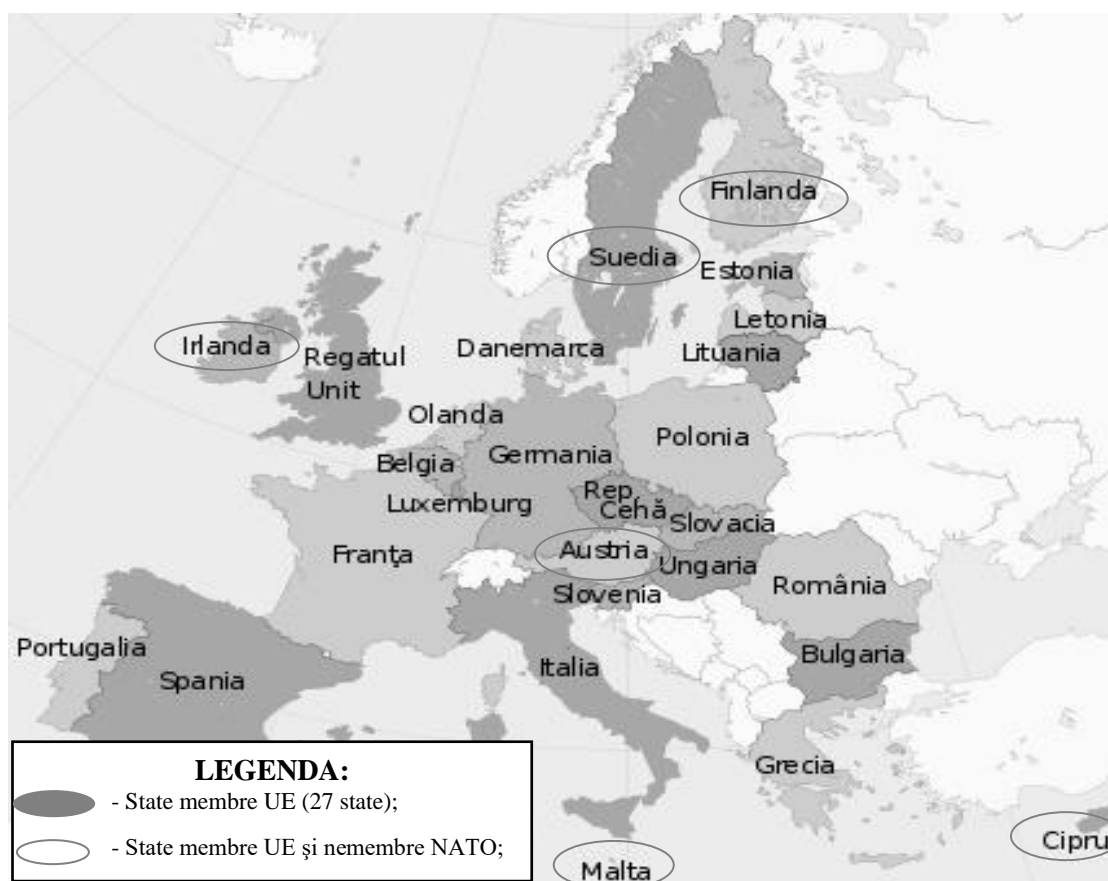 Finlanda
Suedia
Estonia
Letonia
Irlanda
Regatul
Unit
Danemarca
Lituania
Olanda
Polonia
Belgia
Germania
Luxemburg
Rep.
Cehă
Slovacia
Franţa
Austria
Ungaria
România
Slovenia
Portugalia
Spania
Italia
Bulgaria
Grecia
Cipru
Malta
LEGENDA:
- State membre UE (27 state);
- State membre UE şi nemembre NATO;